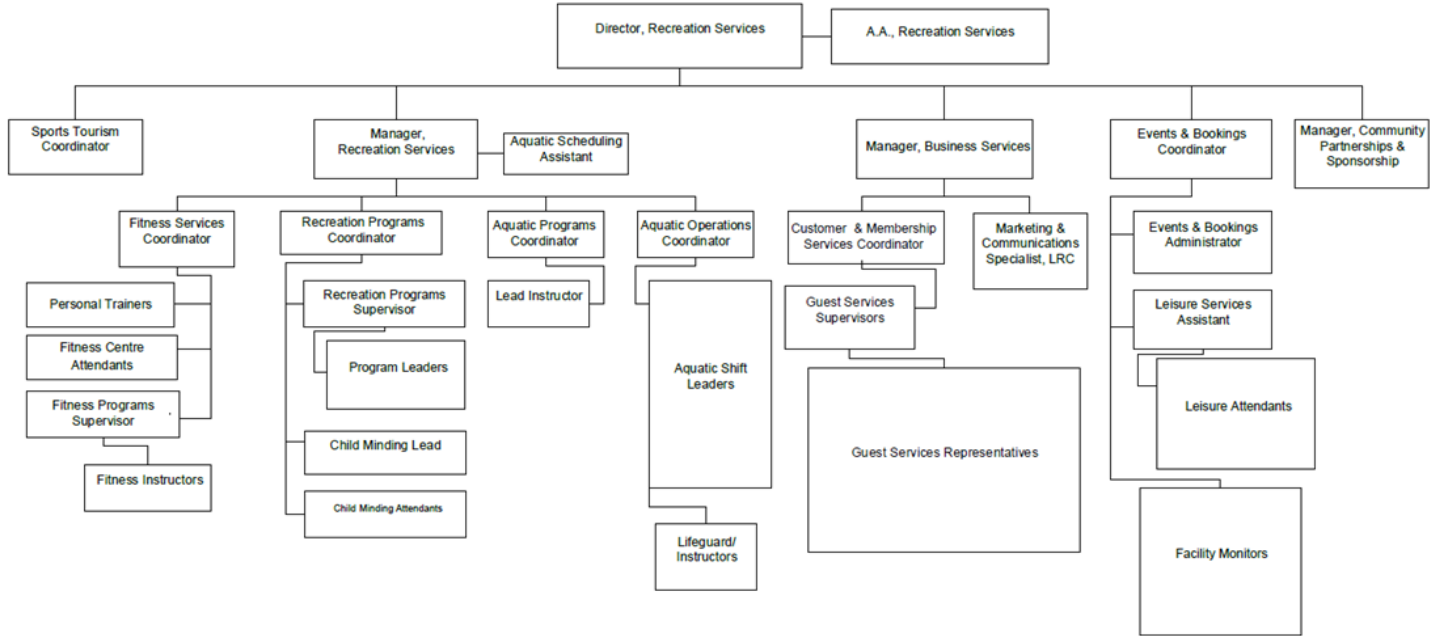 Director, Recreation Services
A.A., Recreation Services
Sports Tourism
Coordinator
Manager,
Recreation Services
Aquatic Scheduling
Assistant
Manager, Business Services
Events & Bookings
Coordinator
Manager, Community
Partnerships &
Sponsorship
Fitness Services
Coordinator
Recreation Programs
Coordinator
Aquatic Programs
Coordinator
Aquatic Operations
Coordinator
Customer & Membership
Services Coordinator
Marketing &
Communications
Specialist, LRC
Events & Bookings
Administrator
Personal Trainers
Recreation Programs
Supervisor
Lead Instructor
Guest Services
Supervisors
Leisure Services
Assistant
Fitness Centre
Attendants
Program Leaders
Aquatic Shift
Leaders
Fitness Programs
Supervisor
Leisure Attendants
Child Minding Lead
Guest Services Representatives
Fitness Instructors
Child Minding Attendants
Lifeguard/
Instructors
Facility Monitors